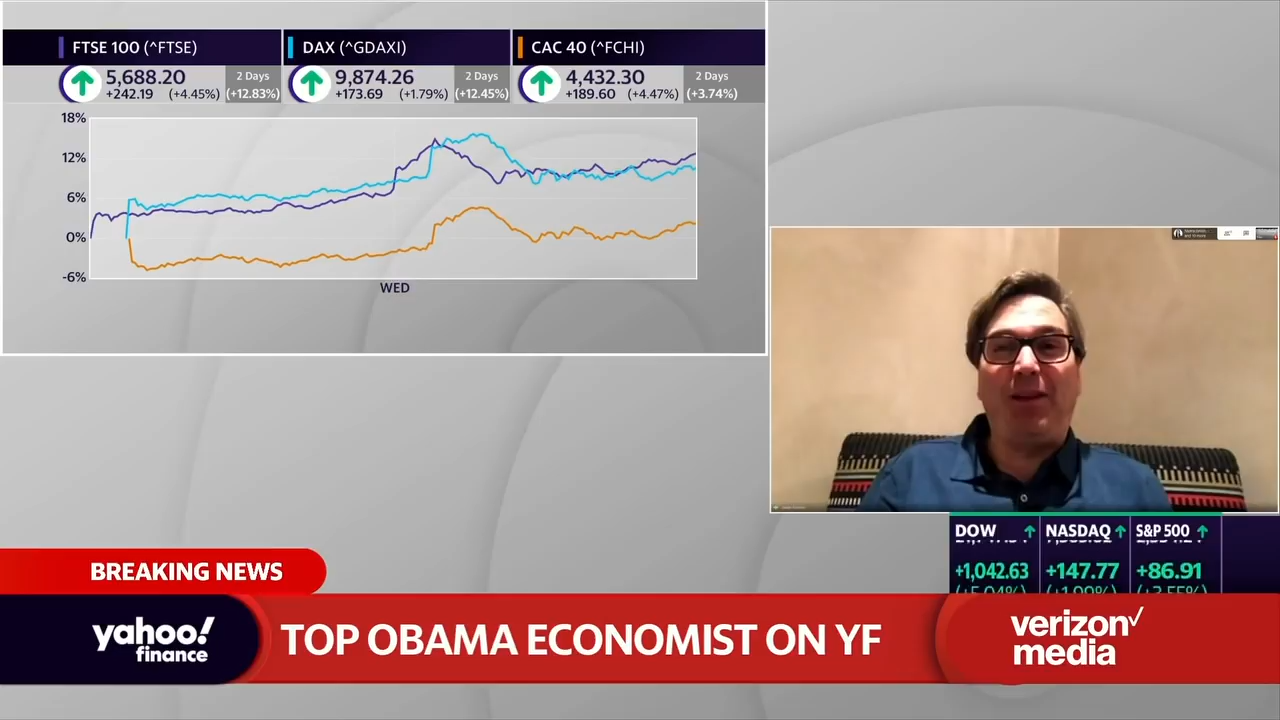 FTSE 100 (^FTSE)
5,688.20
+242.19 (+4.45%)
2 Days
(+12.83%)
DAX (^GDAXI)
9,874.26
+173.69 (+1.79%)
2 Days
(+12.45%)
CAC 40 (^FCHI)
4,432.30
+189.60 (+4.47%)
2 Days
(+3.74%)
18%
12%
6%
0%
-6%
WED
DOW
+1,042.63
NASDAQ
+147.77
S&P 500
+86.91
BREAKING NEWS
yahoo!
finance
TOP OBAMA ECONOMIST ON YF
verizon✓
media